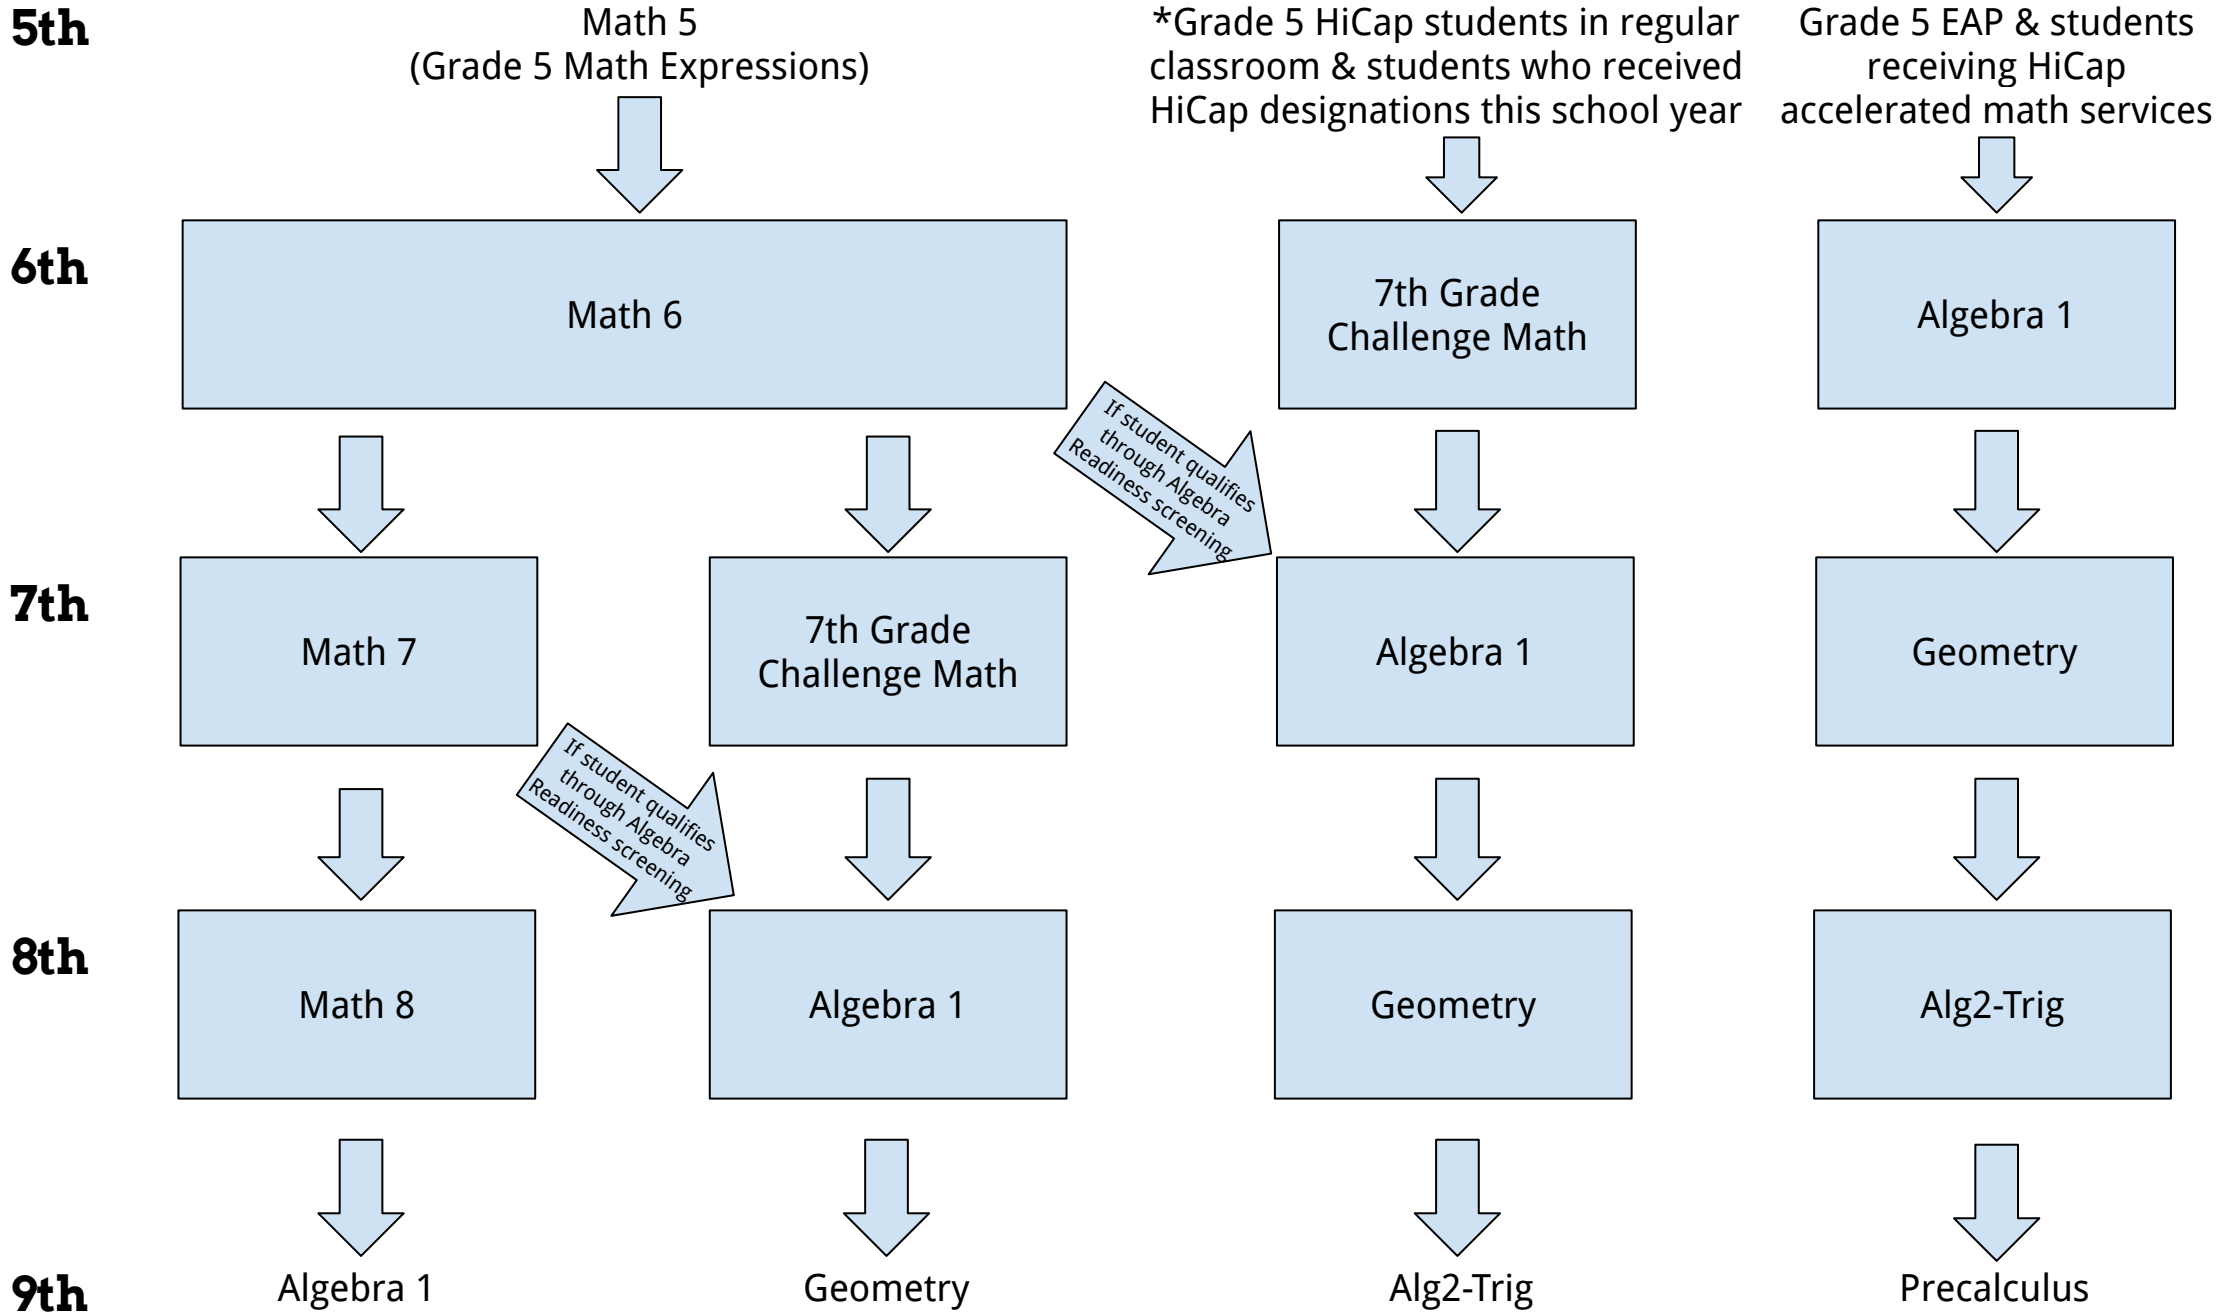 5th
Math 5
(Grade 5 Math Expressions)
*Grade 5 HiCap students in regular
classroom & students who received
HiCap designations this school year
Grade 5 EAP & students
receiving HiCap
accelerated math services
6th
Math 6
7th Grade
Challenge Math
Algebra 1
If student qualifies
through Algebra
Readiness screening
7th
Math 7
7th Grade
Challenge Math
Algebra 1
Geometry
If student qualifies
through Algebra
Readiness screening
8th
Math 8
Algebra 1
Geometry
Alg2-Trig
9th
Algebra 1
Geometry
Alg2-Trig
Precalculus